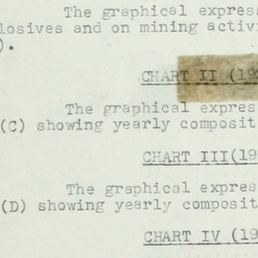 The graphical express
losives and on mining activi
).
CHART II (19
The graphical expres
(C) showing yearly composit
CHART III(19
The graphical expres
(D) showing yearly composit
CHART IV (19